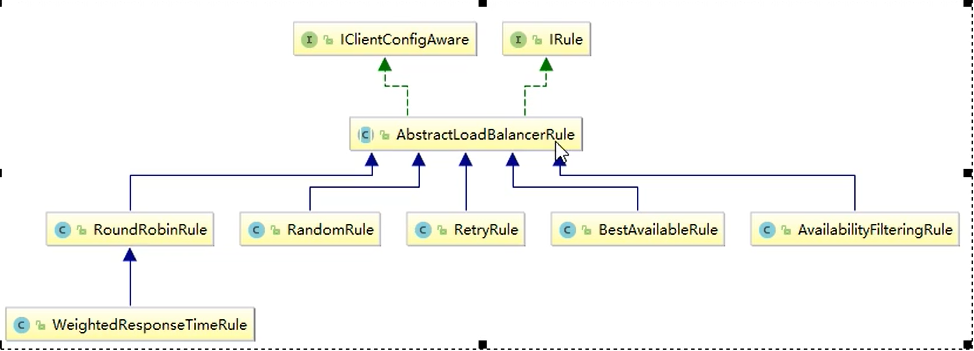 IClientConfigAware
IRule
AbstractLoadBalancerRule
RoundRobinRule
RandomRule
RetryRule
BestAvailableRule
AvailabilityFilteringRule
WeightedResponseTimeRule